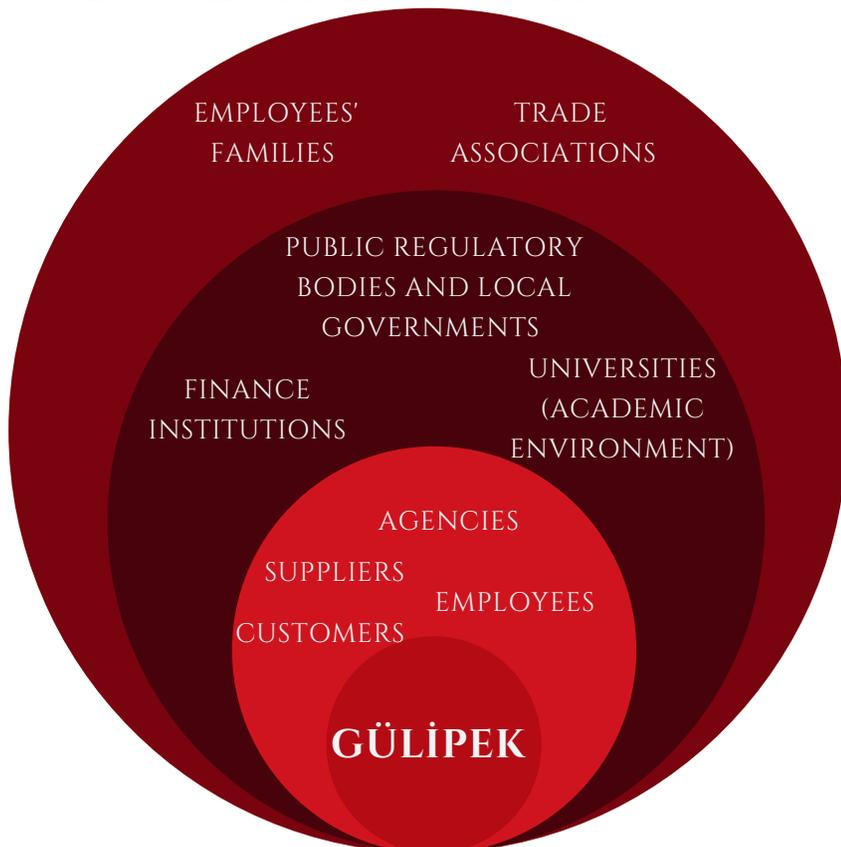 EMPLOYEES'
FAMILIES
TRADE
ASSOCIATIONS
PUBLIC REGULATORY
BODIES AND LOCAL
GOVERNMENTS
FINANCE
INSTITUTIONS
UNIVERSITIES
(ACADEMIC
ENVIRONMENT)
AGENCIES
SUPPLIERS
EMPLOYEES
CUSTOMERS
GÜLİPEK